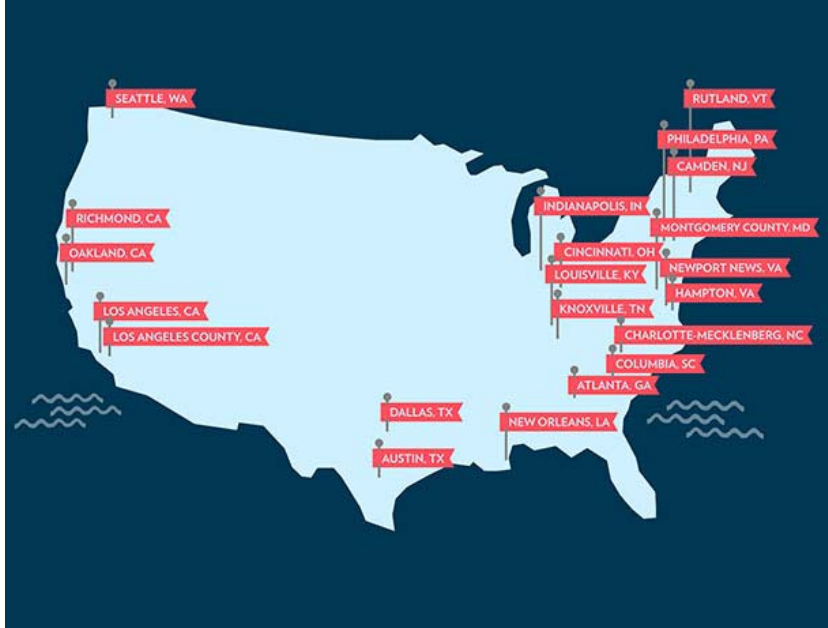 SEATTLE, WA
RUTLAND, VT
PHILADELPHIA, PA
CAMDEN, NJ
INDIANAPOLIS, IN
RICHMOND, CA
MONTGOMERY COUNTY, MD
OAKLAND, CA
CINCINNATI, OH
LOUISVILLE, KY
NEWPORT NEWS, VA
HAMPTON, VA
LOS ANGELES, CA
KNOXVILLE, TN
LOS ANGELES COUNTY, CA
CHARLOTTE-MECKLENBERG, NC
COLUMBIA, SC
ATLANTA, GA
DALLAS, TX
NEW ORLEANS, LA
AUSTIN, TX